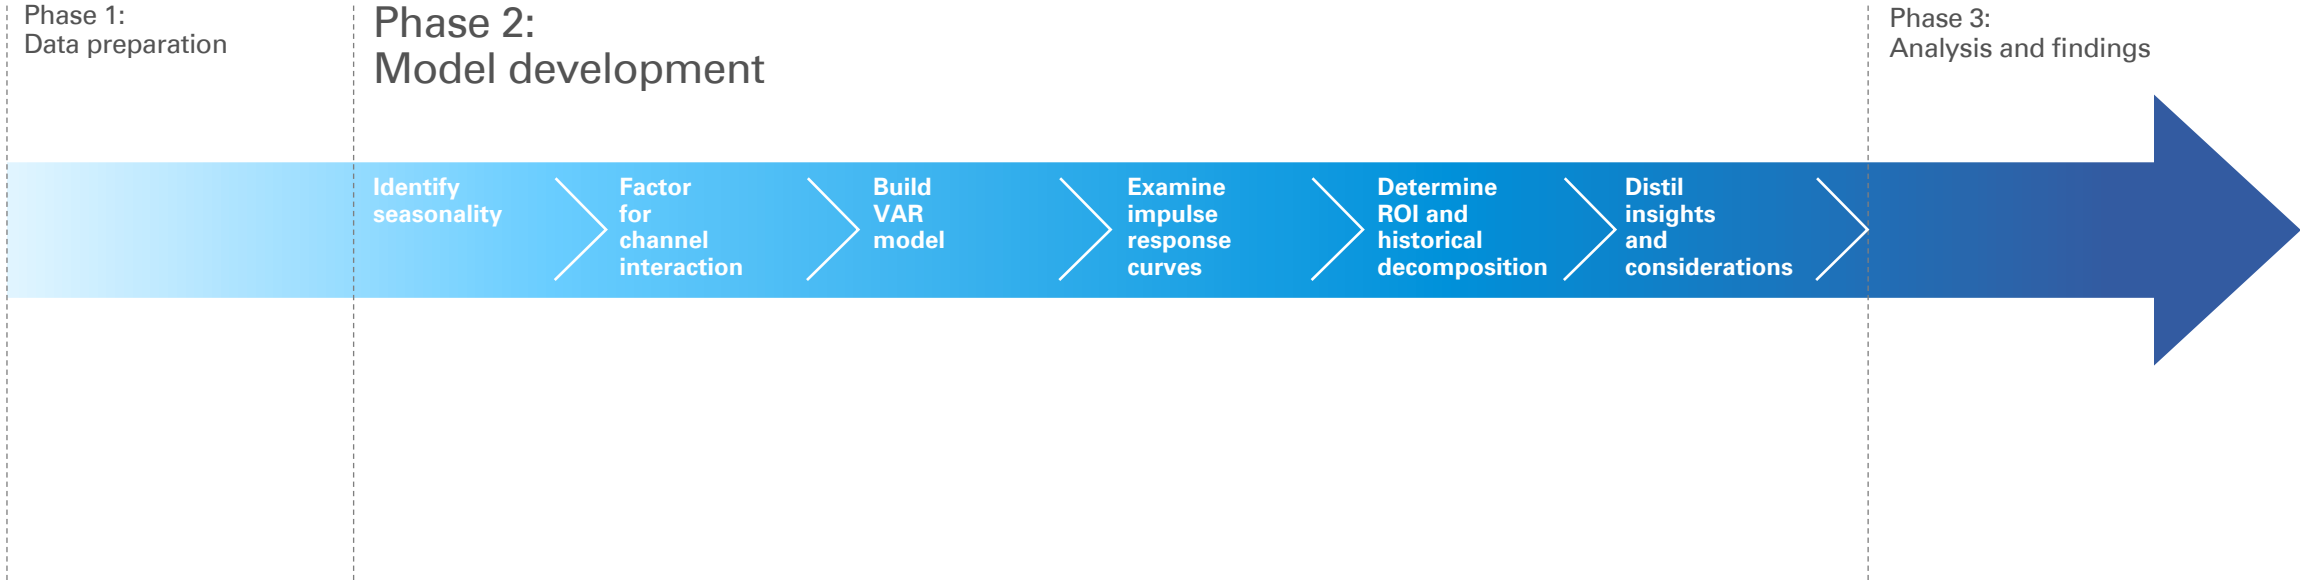 Phase 1:
Data preparation
Phase 2:
Model development
Phase 3:
Analysis and findings
Identify
seasonality
Factor
for
channel
interaction
Build
VAR
model
Examine
impulse
response
curves
Determine
ROI and
historical
decomposition
Distil
insights
and
considerations